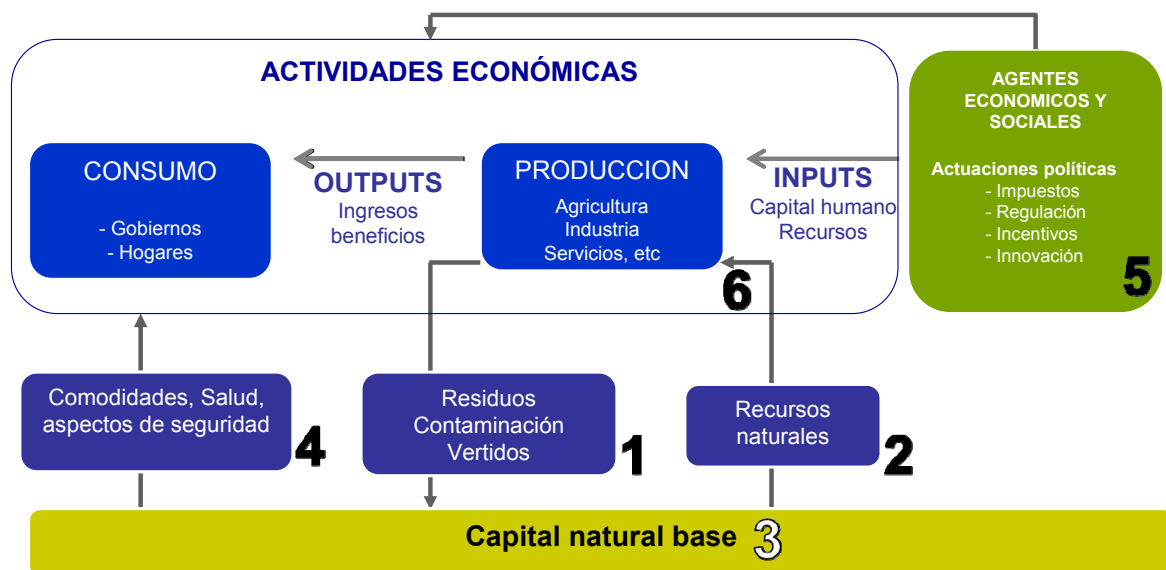 ACTIVIDADES ECONÓMICAS
CONSUMO
- Gobiernos
- Hogares
OUTPUTS
Ingresos
beneficios
PRODUCCION
Agricultura
Industria
Servicios, etc
6
INPUTS
Capital humano
Recursos
AGENTES
ECONOMICOS Y
SOCIALES
Actuaciones políticas
- Impuestos
- Regulación
- Incentivos
- Innovación
5
Comodidades, Salud,
aspectos de seguridad
4
Residuos
Contaminación
Vertidos
1
Recursos
naturales
2
Capital natural base 3